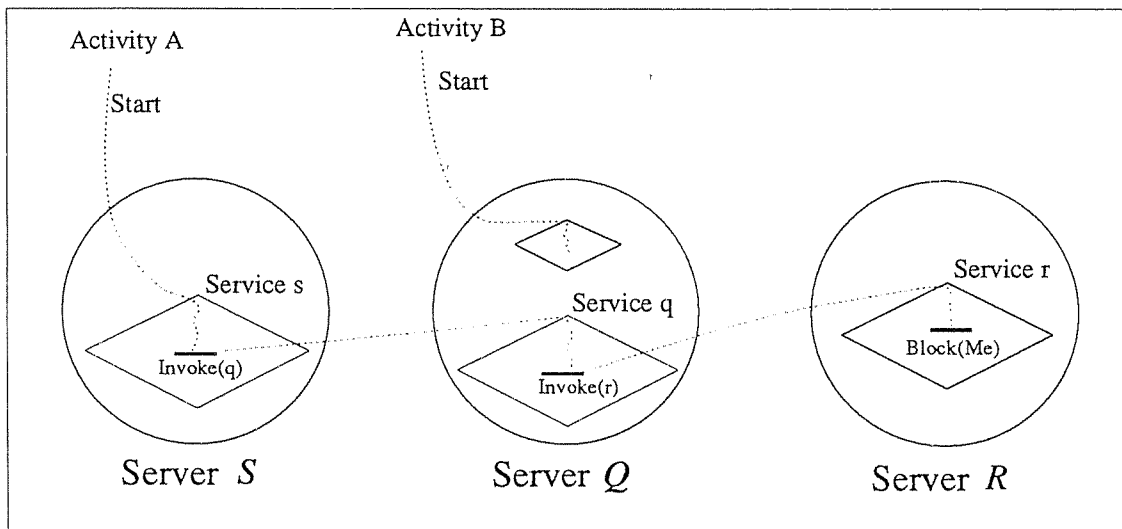 Activity A
Activity B
Start
Start
Service s
Service q
Service r
Invoke(q)
Invoke(r)
Block(Me)
Server S
Server Q
Server R